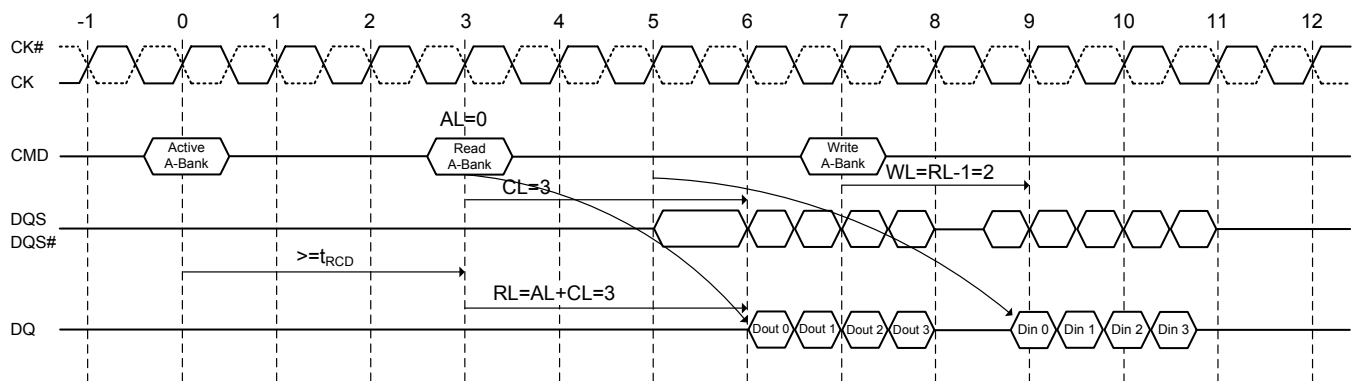 -1 0 1 2 3 4 5 6 7 8 9 10 11 12
CK#
CK
AL=0
CMD
Active
A-Bank
Read
A-Bank
Write
A-Bank
CL=3
WL=RL-1=2
DQS
DQS#
>=tRCD
RL=AL+CL=3
DQ
Dout 0 Dout 1 Dout 2 Dout 3 Din 0 Din 1 Din 2 Din 3